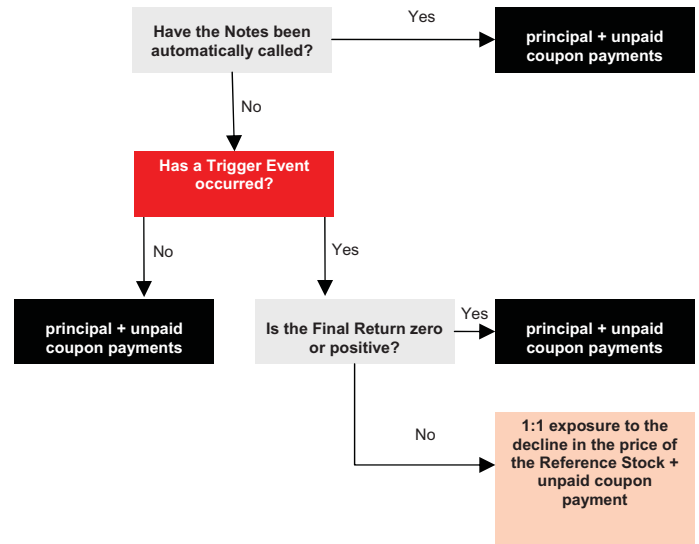 Have the Notes been
automatically called?
Yes
principal + unpaid
coupon payments
No
Has a Trigger Event
occurred?
No
Yes
principal + unpaid
coupon payments
Is the Final Return zero
or positive?
Yes
principal + unpaid
coupon payments
No
1:1 exposure to the
decline in the price of
the Reference Stock +
unpaid coupon
payment